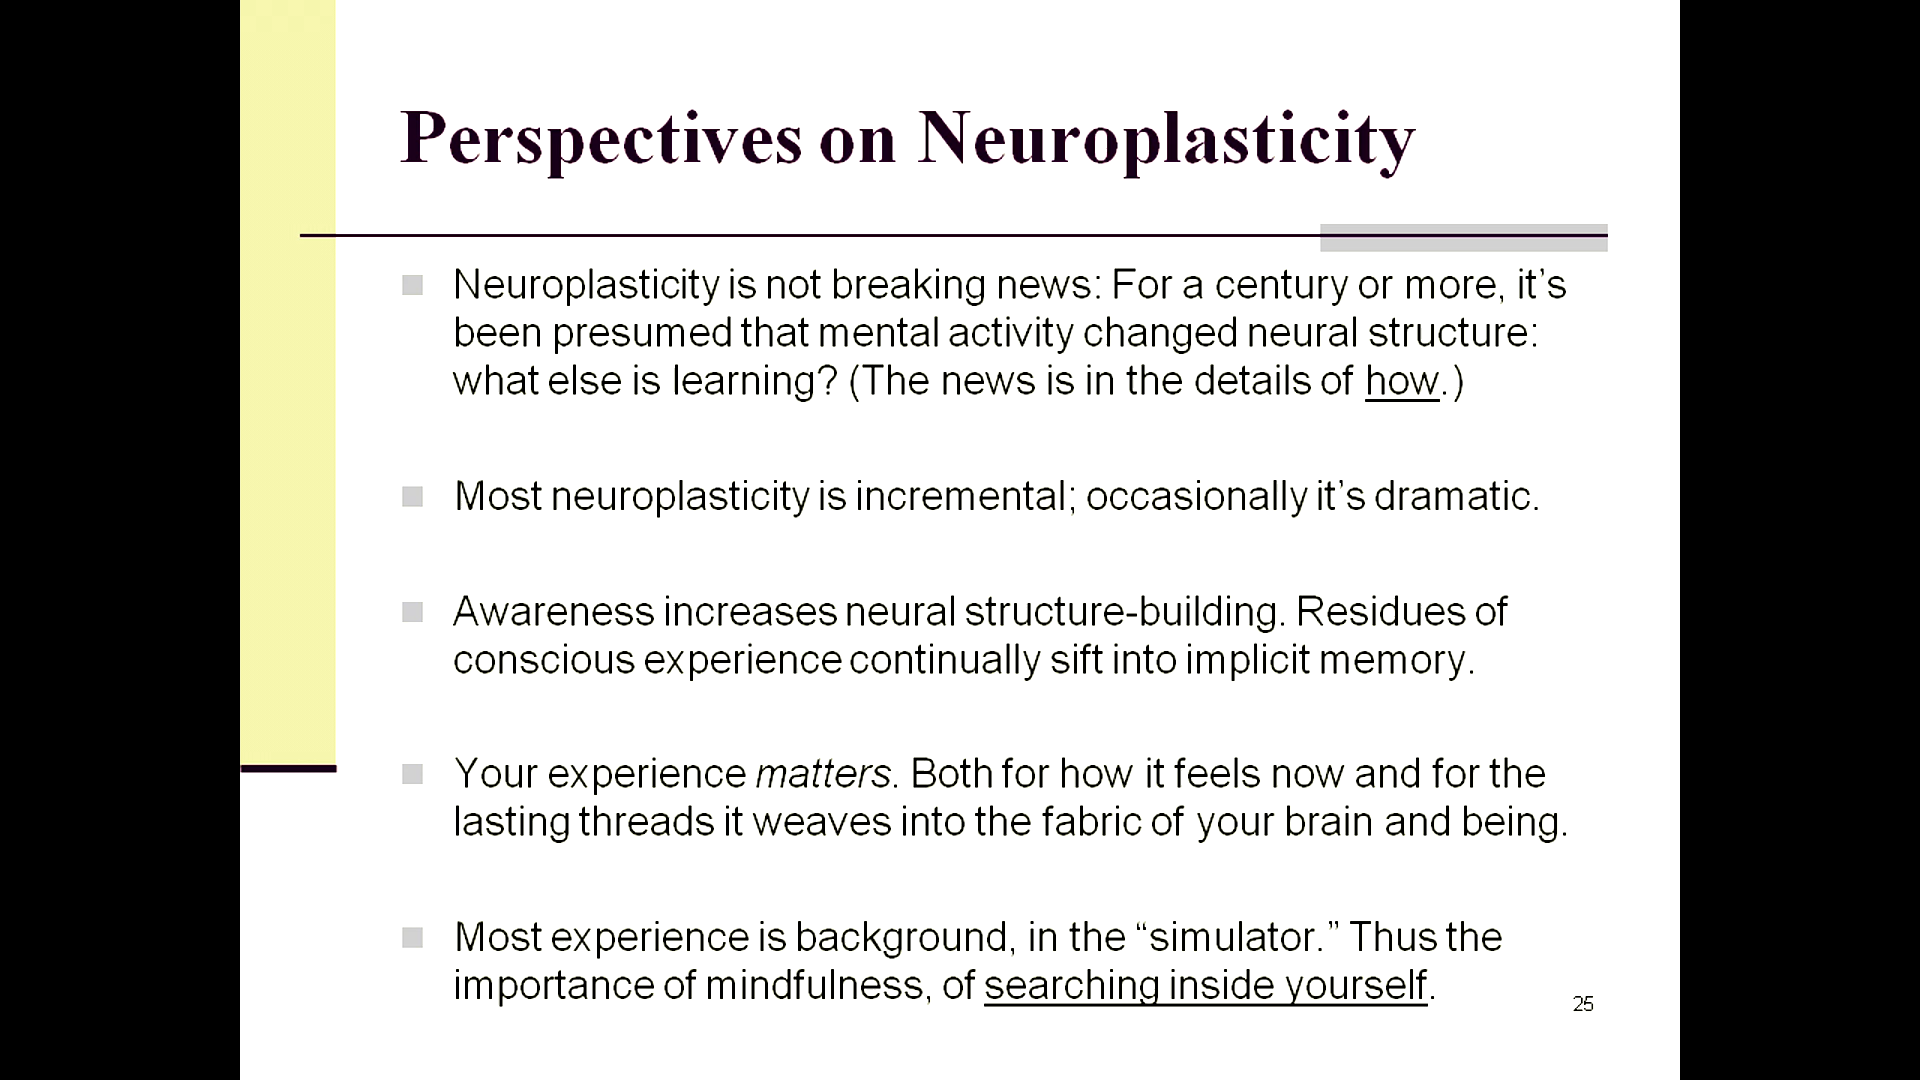 Perspectives on Neuroplasticity
Neuroplasticity is not breaking news: For a century or more, it’s
been presumed that mental activity changed neural structure:
what else is learning? (The news is in the details of how.)
Most neuroplasticity is incremental; occasionally it’s dramatic.
Awareness increases neural structure-building. Residues of
conscious experience continually sift into implicit memory.
Your experience matters. Both for how it feels now and for the
lasting threads it weaves into the fabric of your brain and being.
Most experience is background, in the “simulator.” Thus the
importance of mindfulness, of searching inside yourself.
25